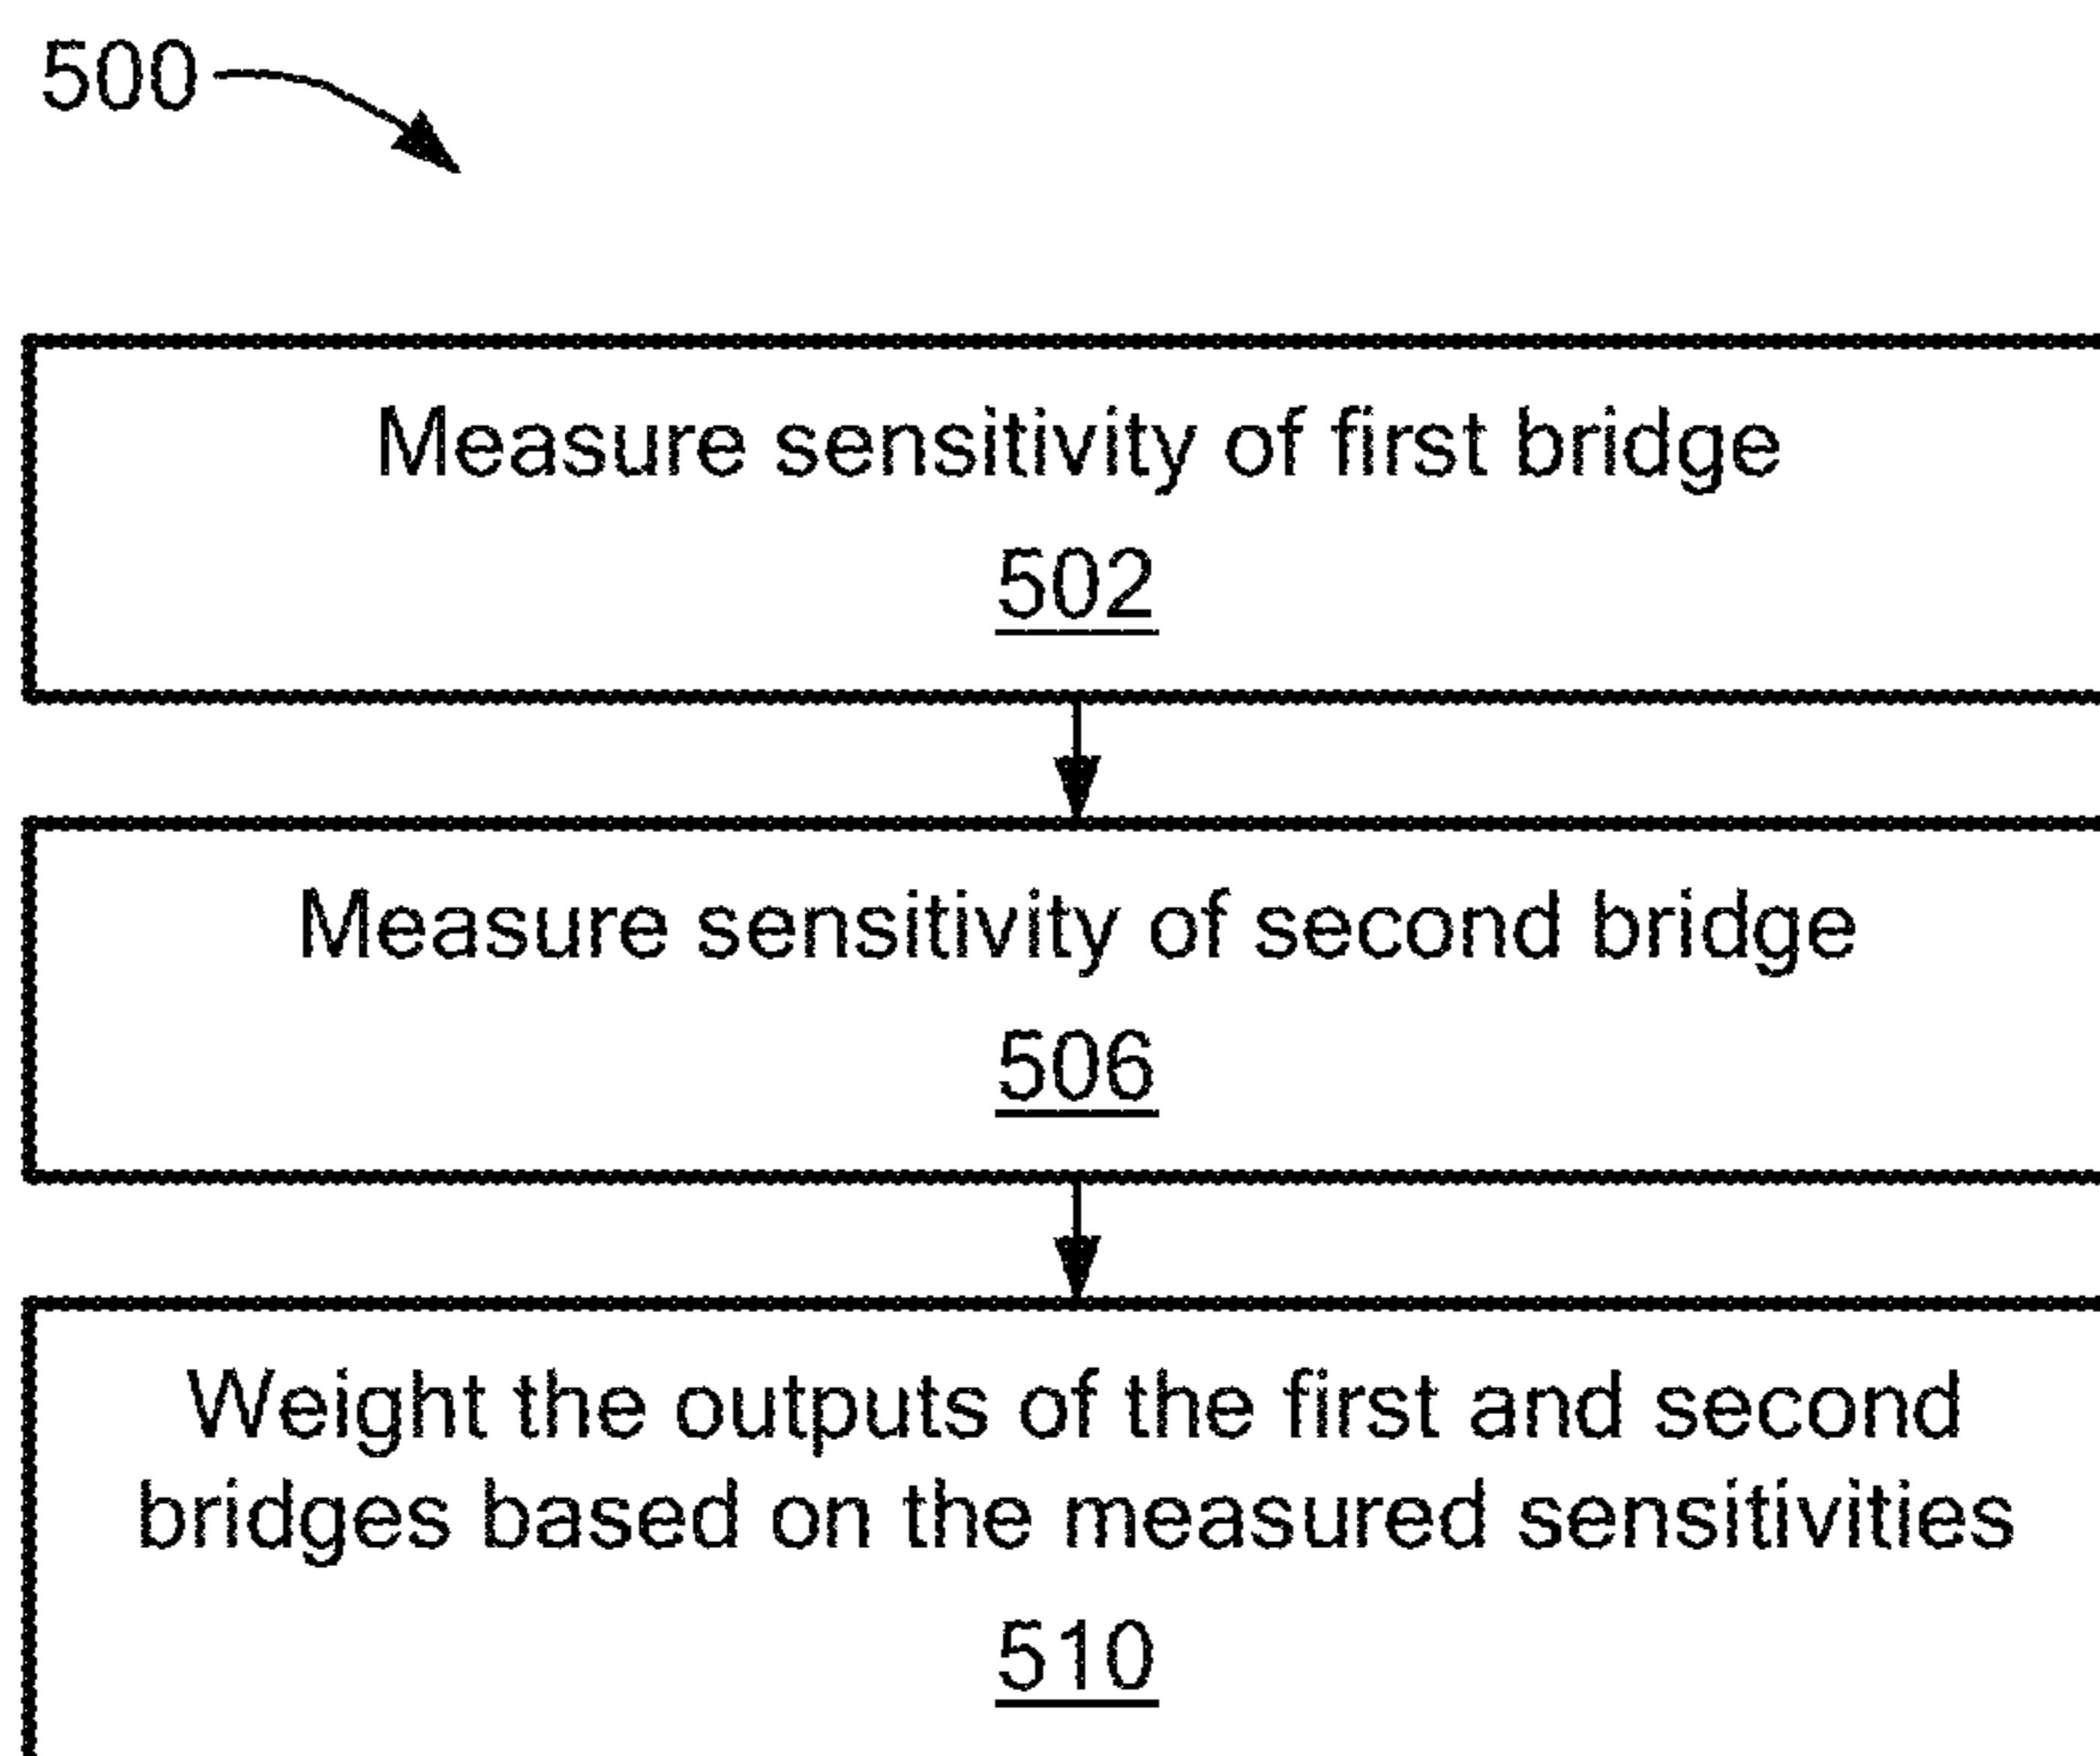 500
Measure sensitivity of first bridge
502
Measure sensitivity of second bridge
506
Weight the outputs of the first and second
bridges based on the measured sensitivities
510